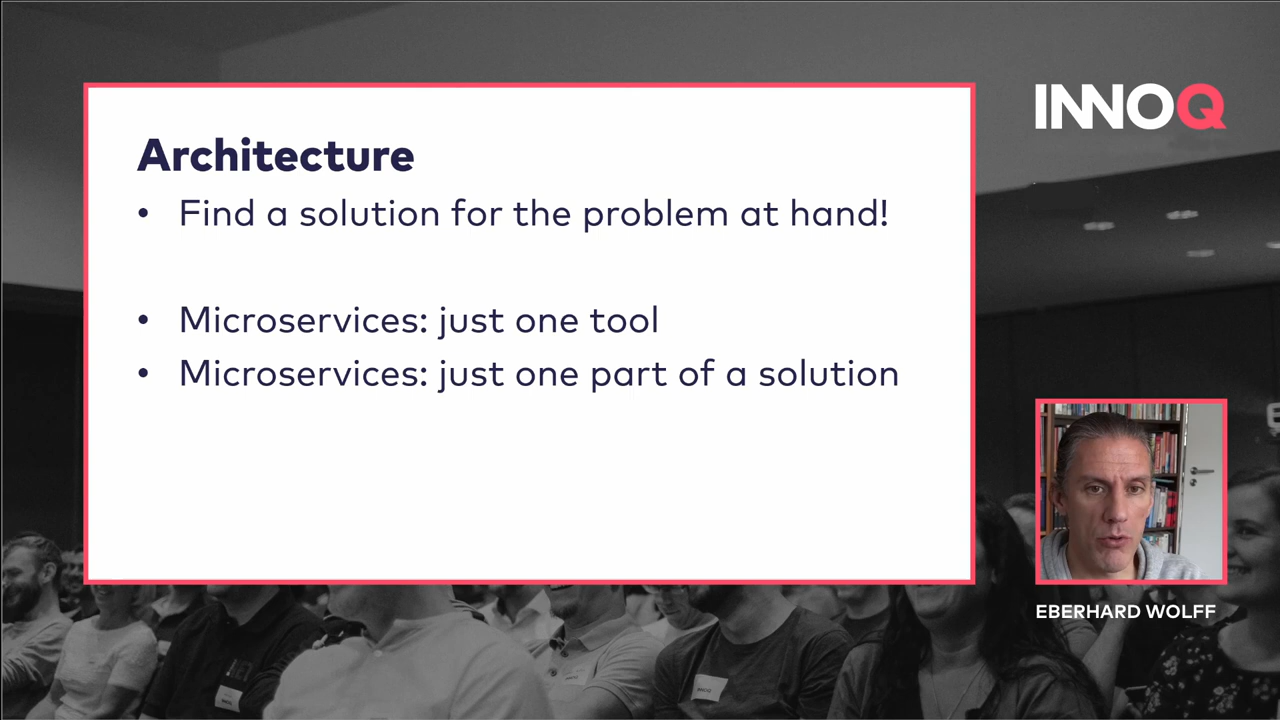 INNOQ
Architecture
• Find a solution for the problem at hand!
• Microservices: just one tool
• Microservices: just one part of a solution
EBERHARD WOLFF
INNOQ